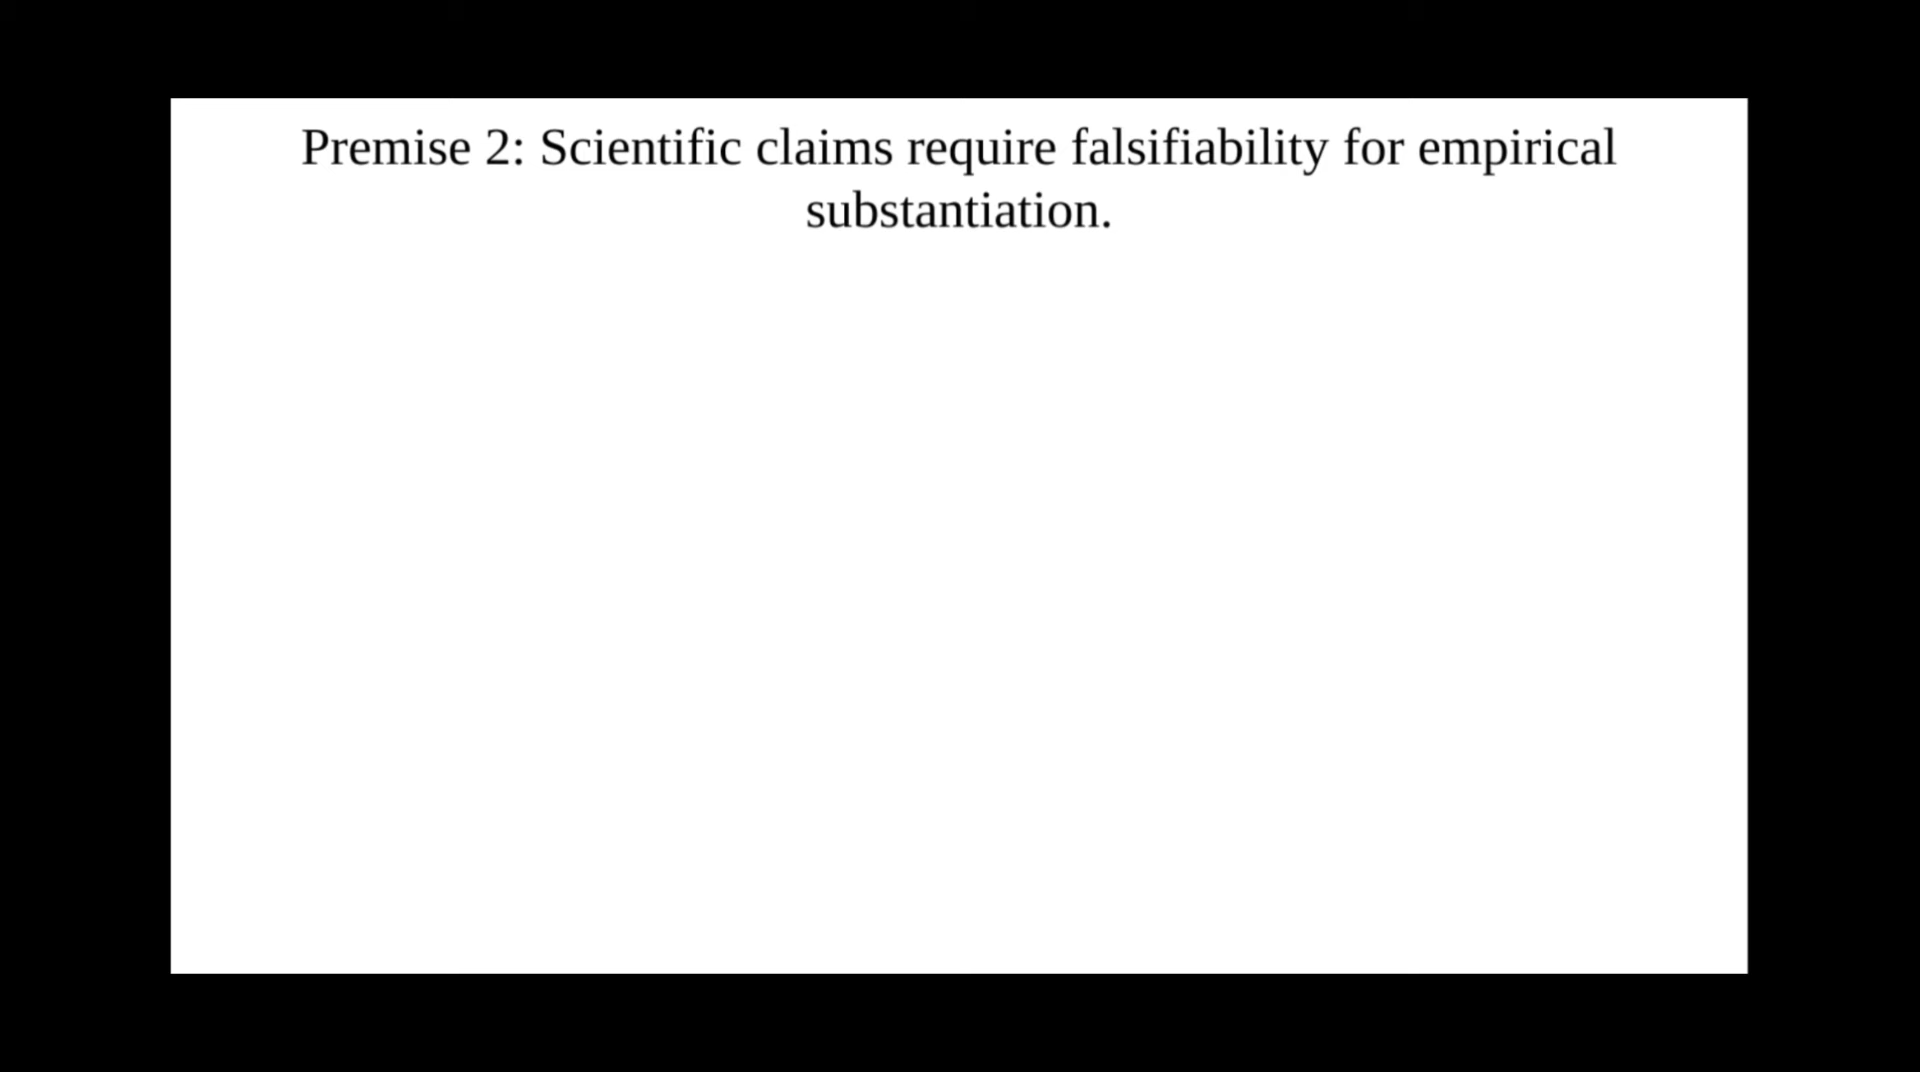 Premise 2: Scientific claims require falsifiability for empirical
substantiation.